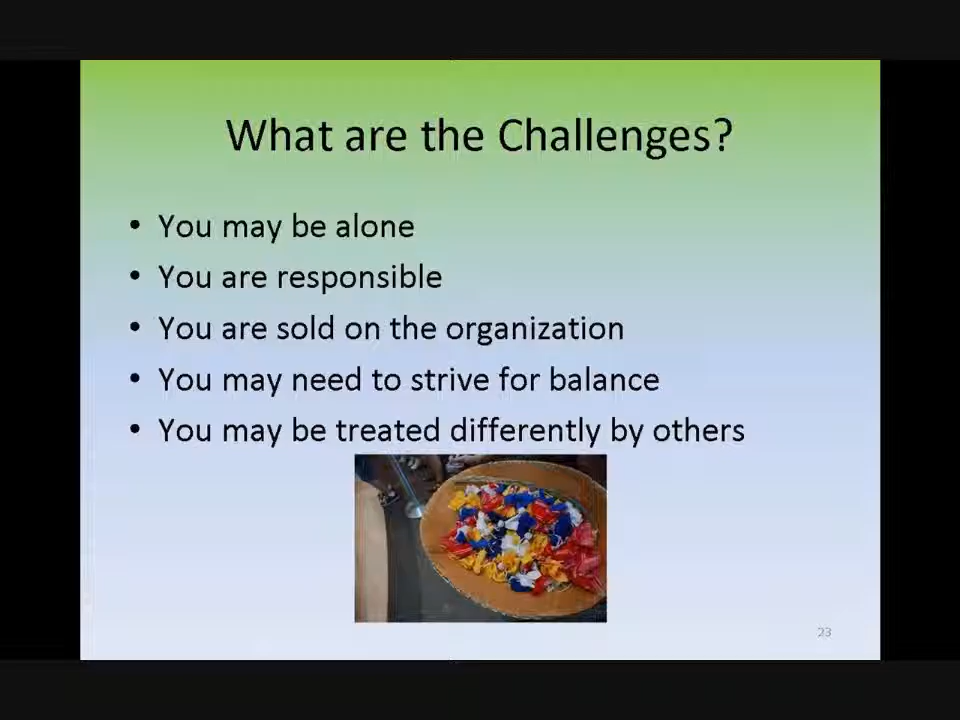 What are the Challenges?
• You may be alone
• You are responsible
• You are sold on the organization
• You may need to strive for balance
• You may be treated differently by others
23